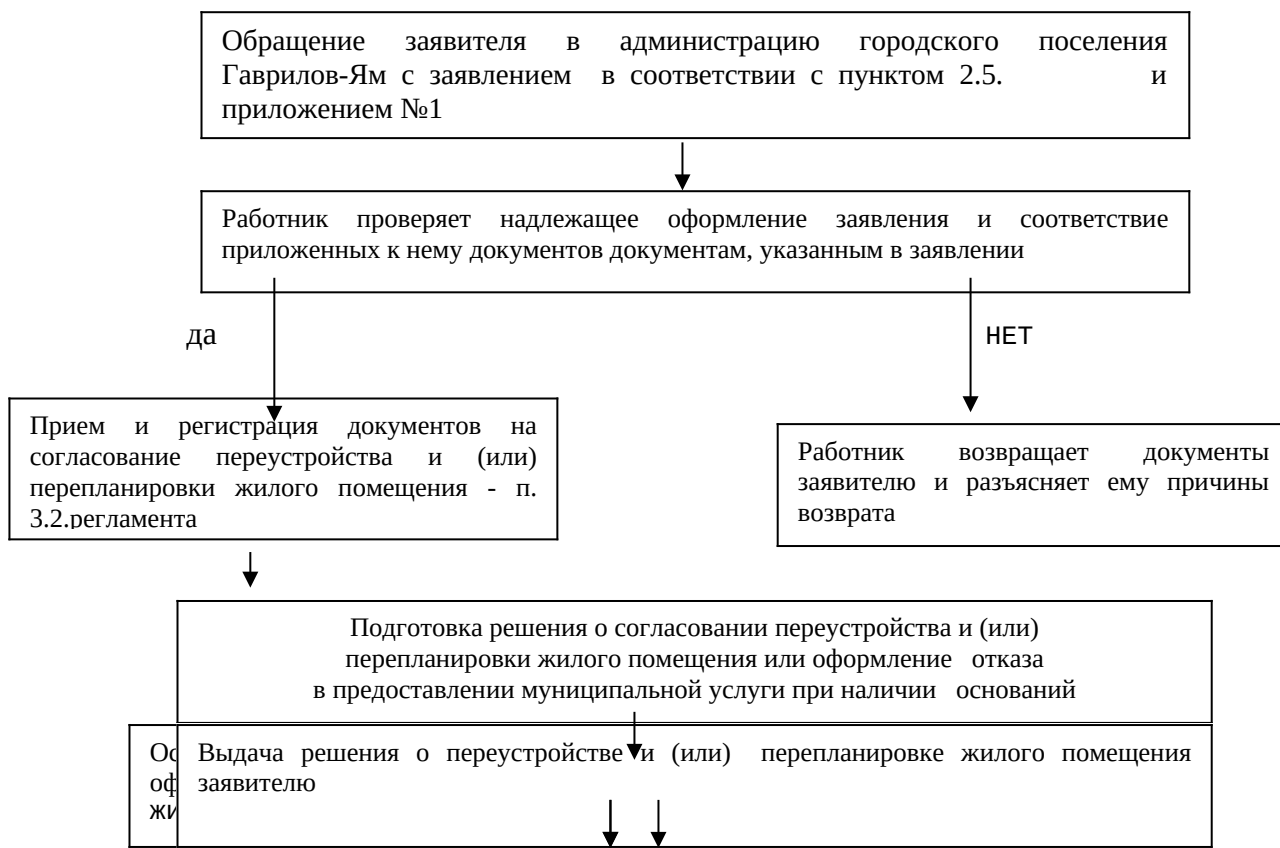 Обращение заявителя в администрацию городского поселения
Гаврилов-Ям с заявлением в соответствии с пунктом 2.5. и
приложением №1
Работник проверяет надлежащее оформление заявления и соответствие
приложенных к нему документов документам, указанным в заявлении
да
НЕТ
Прием и регистрация документов на
согласование переустройства и (или)
перепланировки жилого помещения - п.
3.2.регламента
Работник возвращает документы
заявителю и разъясняет ему причины
возврата
Подготовка решения о согласовании переустройства и (или)
перепланировки жилого помещения или оформление отказа
в предоставлении муниципальной услуги при наличии оснований
Выдача решения о переустройстве и (или) перепланировке жилого помещения
заявителю